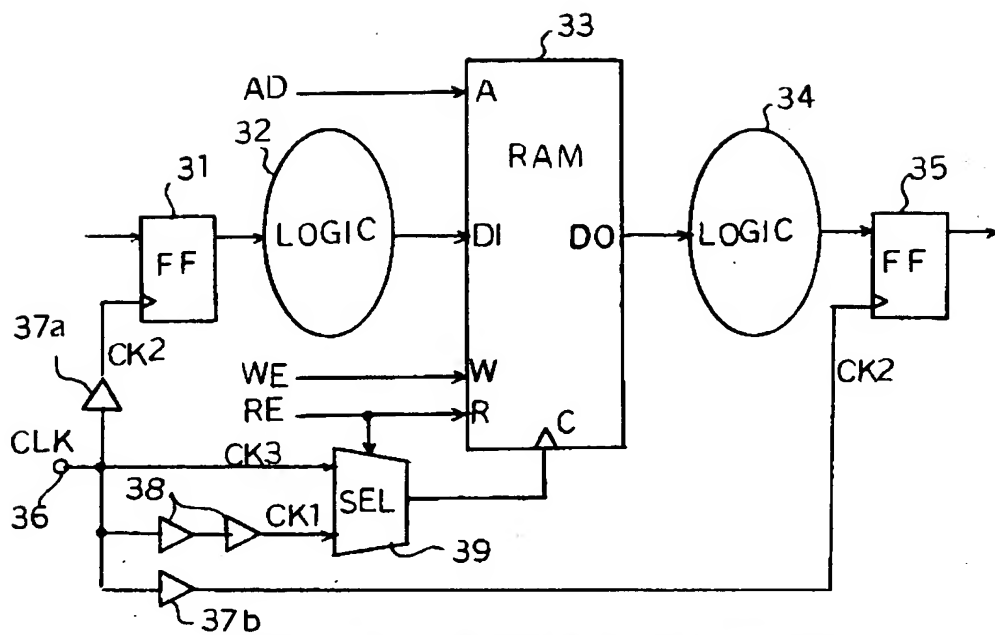 33
AD
A
34
32
RAM
31
35
LOGIC
DI
DO
LOGIC
FF
FF
37a
CK2
WE
W
CK2
RE
R
C
CLK
CK3
36
38
CK1
SEL
39
37b